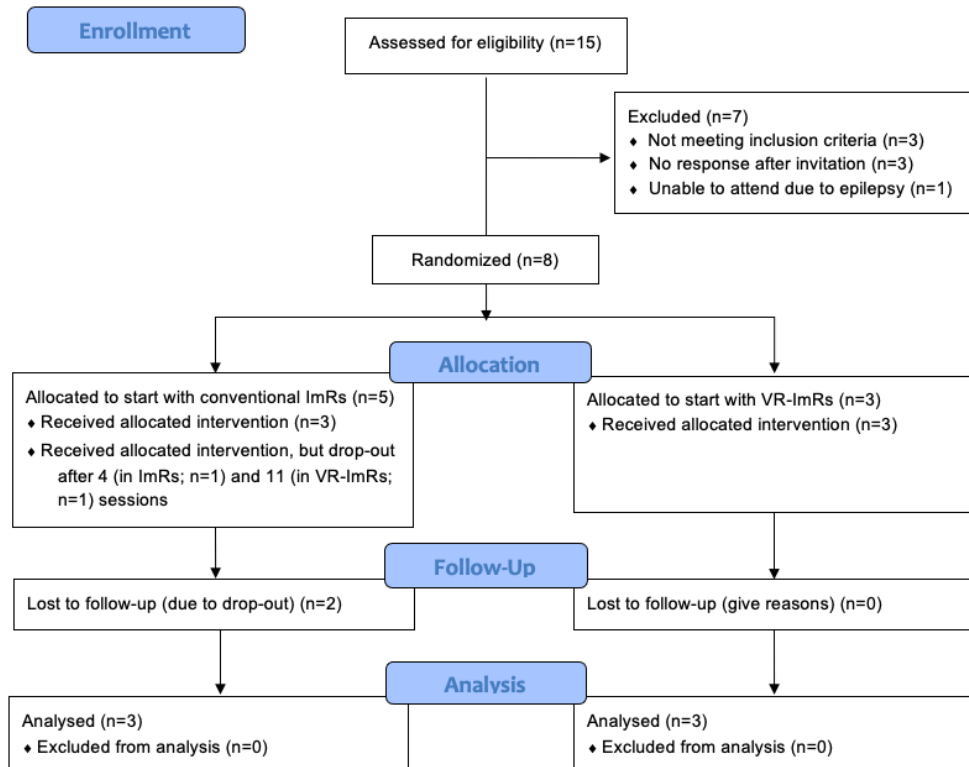 Enrollment
Assessed for eligibility (n=15)
Excluded (n=7)
♦ Not meeting inclusion criteria (n=3)
♦ No response after invitation (n=3)
♦ Unable to attend due to epilepsy (n=1)
Randomized (n=8)
Allocation
Allocated to start with conventional ImRs (n=5)
♦ Received allocated intervention (n=3)
♦ Received allocated intervention, but drop-out
after 4 (in ImRs; n=1) and 11 (in VR-ImRs;
n=1) sessions
Allocated to start with VR-ImRs (n=3)
♦ Received allocated intervention (n=3)
Follow-Up
Lost to follow-up (due to drop-out) (n=2)
Lost to follow-up (give reasons) (n=0)
Analysis
Analysed (n=3)
♦ Excluded from analysis (n=0)
Analysed (n=3)
♦ Excluded from analysis (n=0)